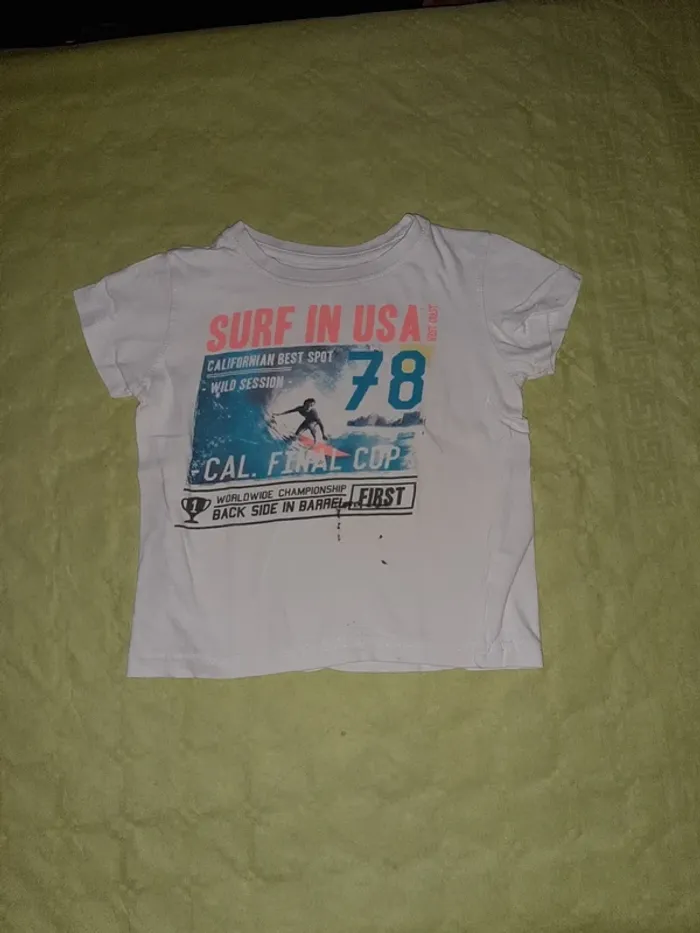 SURF IN USA
CALIFORNIAN BEST SPOT
78
- WILD SESSION -
CAL. FINAL CUP
1
WORLDWIDE CHAMPIONSHIP
BACK SIDE IN BARREL
FIRST